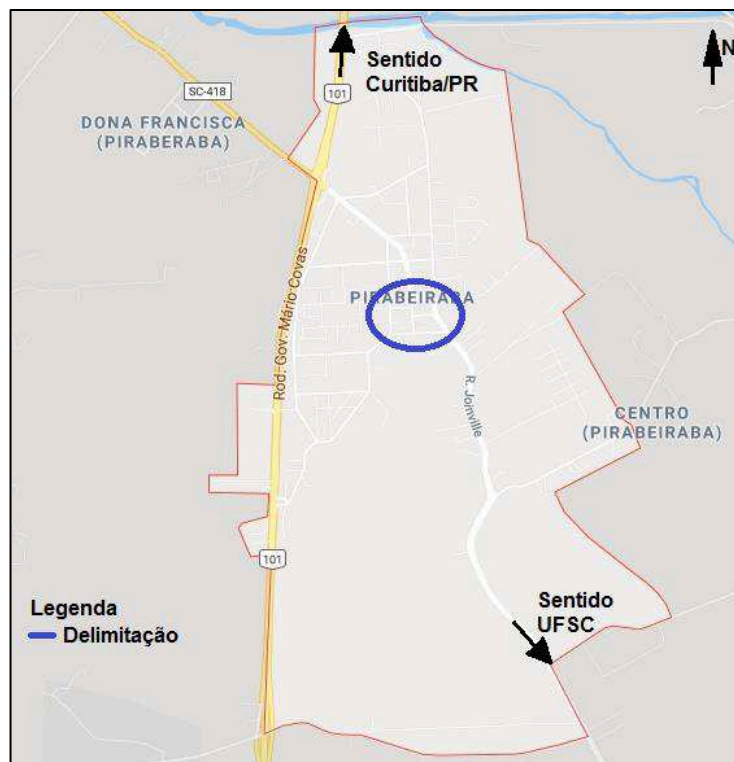 Sentido
Curitiba/PR
N
101
SC-418
DONA FRANCISCA
(PIRABERABA)
Rod. Gov. Mário Covas
PIRABEIRABA
R. Joinville
CENTRO
(PIRABEIRABA)
101
Legenda
Delimitação
Sentido
UFSC